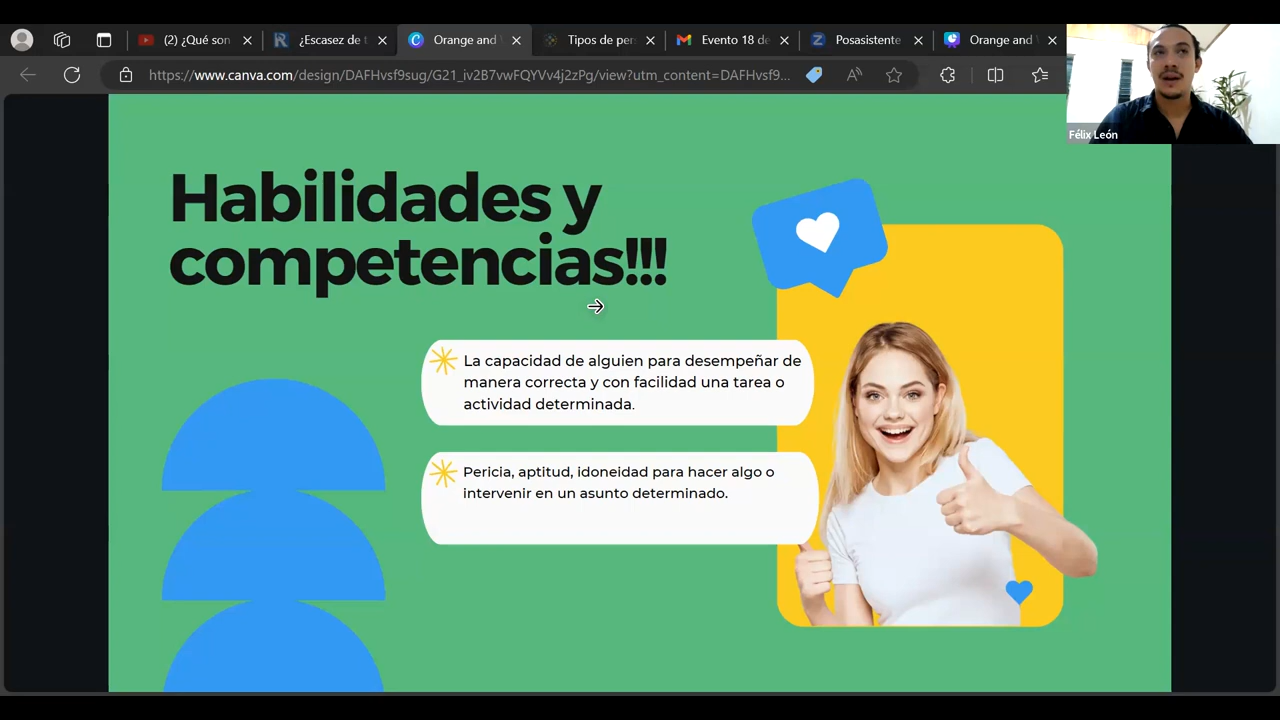 (2) ¿Qué son
¿Escasez de t
Orange and
Tipos de per
Evento 18 de
Posasistente
Orange and
https://www.canva.com/design/DAFHvsf9sug/G21_iv2B7vwFQYVv4j2zPg/view?utm_content=DAFHvsf9...
Félix León
Habilidades y
competencias!!!
La capacidad de alguien para desempeñar de
manera correcta y con facilidad una tarea o
actividad determinada.
Pericia, aptitud, idoneidad para hacer algo o
intervenir en un asunto determinado.